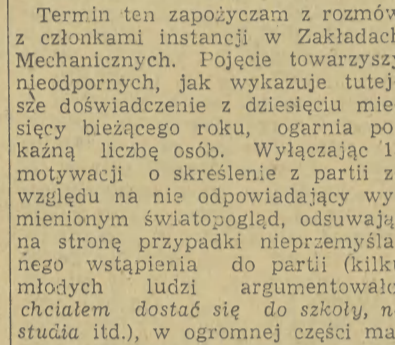 Termin ten zapożyczam z rozmów
z członkami instancji w Zakładach
Mechanicznych. Pojęcie towarzyszy
nieodpornych, jak wykazuje tutej-
sze doświadczenie z dziesięciu mie-
sięcy bieżącego roku, ogarnia po-
kaźną liczbę osób. Wyłączając 1
motywacji o skreślenie z partii z
względu na nie odpowiadający wy-
mienionym światopogląd, odsuwają
na stronę przypadki nieprzemyśla-
nego wstąpienia do partii (kilku
młodych ludzi argumentowało
chciałem dostać się do szkoły, n
studia itd.), w ogromnej części ma